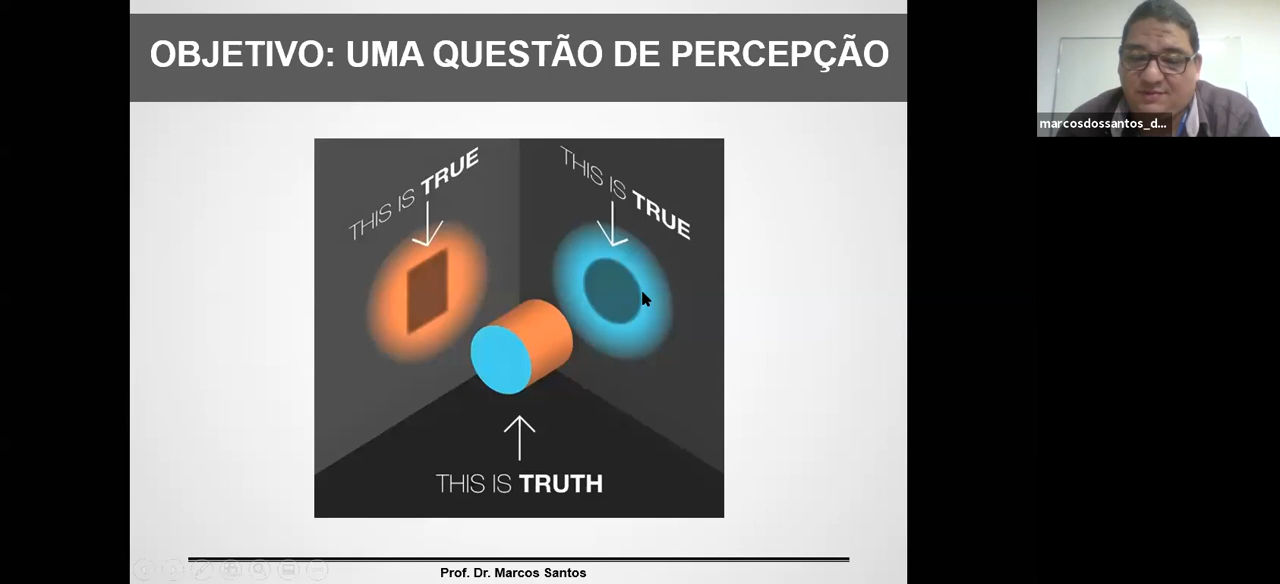 OBJETIVO: UMA QUESTÃO DE PERCEPÇÃO
marcosdossantos_d...
THIS IS TRUE
THIS IS TRUE
THIS IS TRUTH
Prof. Dr. Marcos Santos